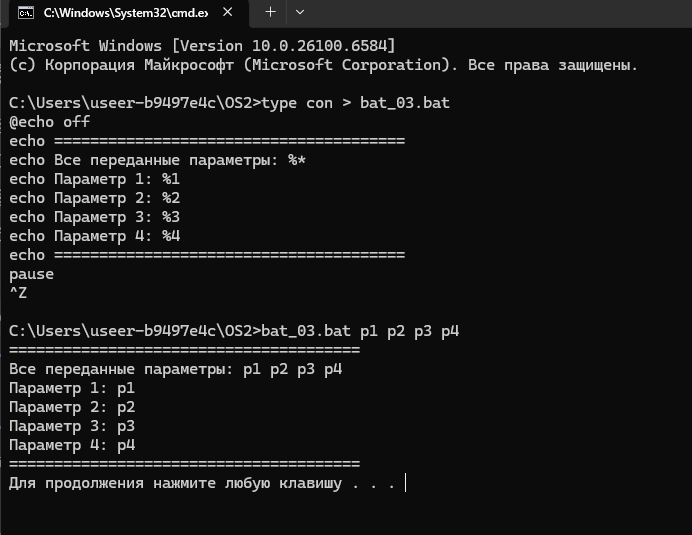 C:\Windows\System32\cmd.ex
Microsoft Windows [Version 10.0.26100.6584]
(c) Корпорация Майкрософт (Microsoft Corporation). Все права защищены.
C:\Users\useer-b9497e4c\OS2>type con > bat_03.bat
@echo off
echo =======================================
echo Все переданные параметры: %*
echo Параметр 1: %1
echo Параметр 2: %2
echo Параметр 3: %3
echo Параметр 4: %4
echo =======================================
pause
^Z
C:\Users\useer-b9497e4c\OS2>bat_03.bat p1 p2 p3 p4
=======================================
Все переданные параметры: p1 p2 p3 p4
Параметр 1: p1
Параметр 2: p2
Параметр 3: p3
Параметр 4: p4
=======================================
Для продолжения нажмите любую клавишу . . .